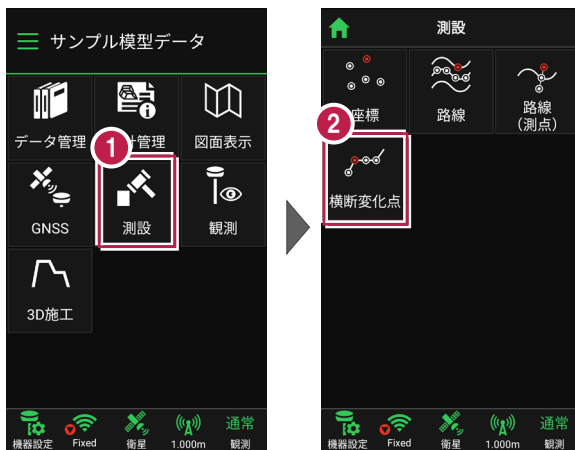 サンプル模型データ
データ管理
計管理
図面表示
1
GNSS
測設
観測
3D施工
機器設定
Fixed
衛星
1.000m
通常
観測
測設
座標
路線
路線
(測点)
2
横断変化点
機器設定
Fixed
衛星
1.000m
通常
観測